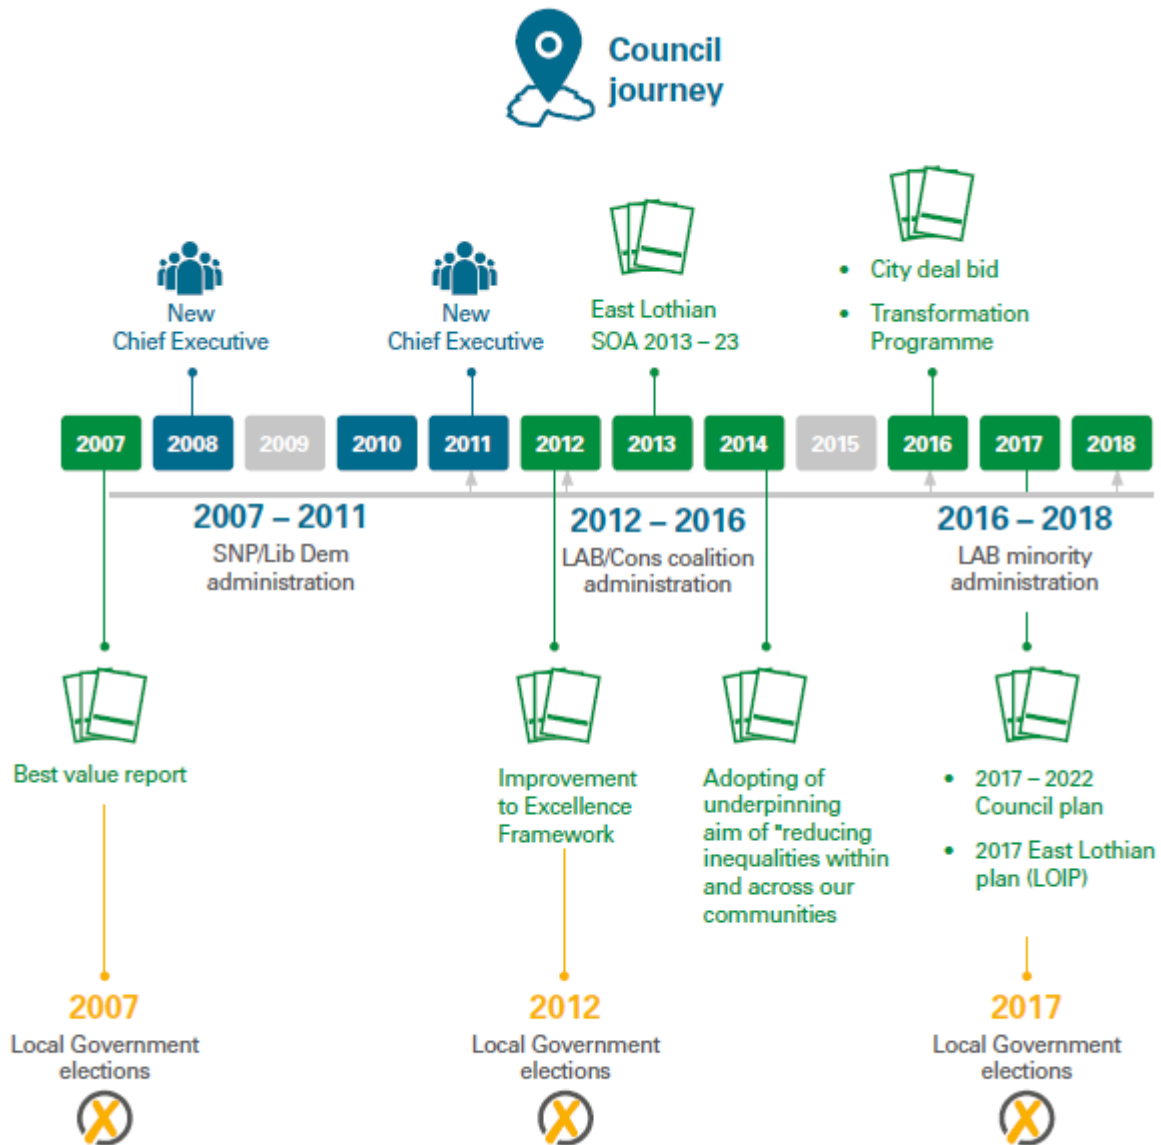 Council
journey
New
Chief Executive
New
Chief Executive
East Lothian
SOA 2013 – 23
• City deal bid
• Transformation
Programme
2007 2008 2009 2010 2011 2012 2013 2014 2015 2016 2017 2018
2007 – 2011
SNP/Lib Dem
administration
2012 – 2016
LAB/Cons coalition
administration
2016 – 2018
LAB minority
administration
Best value report
Improvement
to Excellence
Framework
Adopting of
underpinning
aim of "reducing
inequalities within
and across our
communities
• 2017 – 2022
Council plan
• 2017 East Lothian
plan (LOIP)
2007
Local Government
elections
2012
Local Government
elections
2017
Local Government
elections